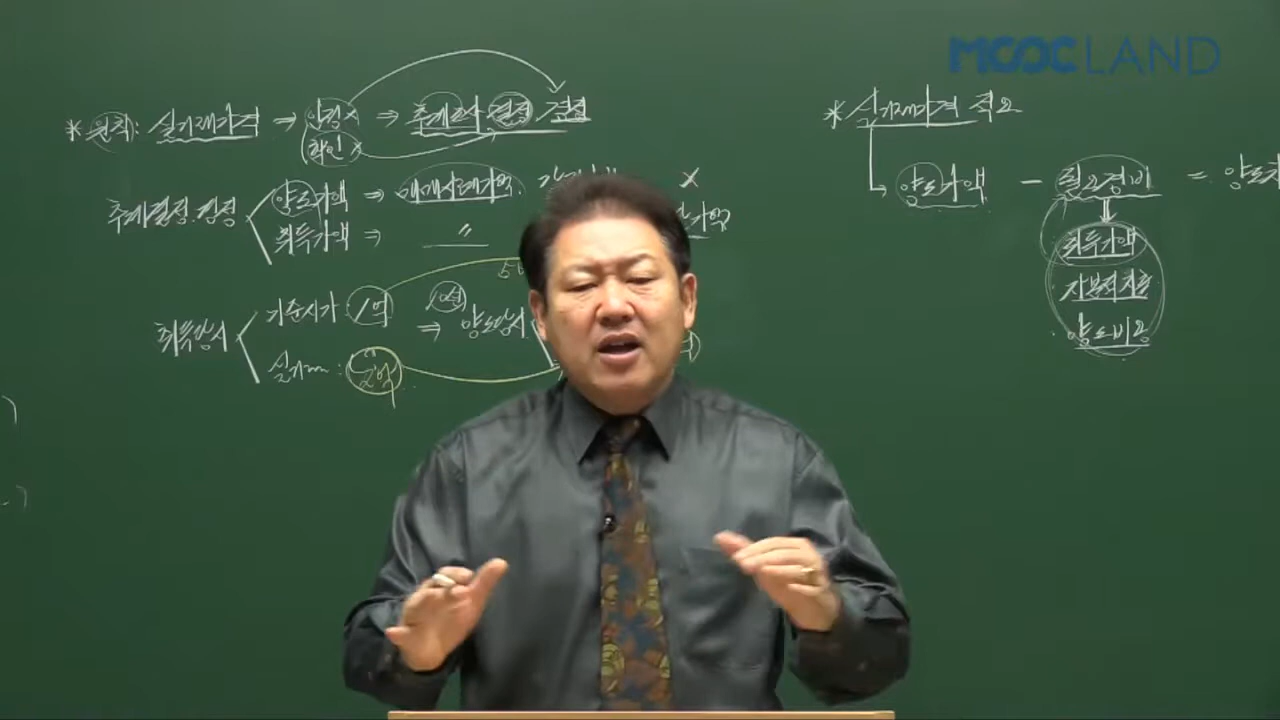 MOOC LAND
* 원칙: 실거래가격 ⇒ 인정 x ⇒ 추계조사 결정 경정
(확인 x
추계결정.경정
양도가액 ⇒ 매매사례가액. x
취득가액 ⇒ 〃 가액
취득당시
기준시가 1억 1억 ⇒ 양도당시
실거래 : 2억
* 실거래가격 적용
양도가액 - 필요경비 = 양도차
취득가액
자본적지출
양도비용